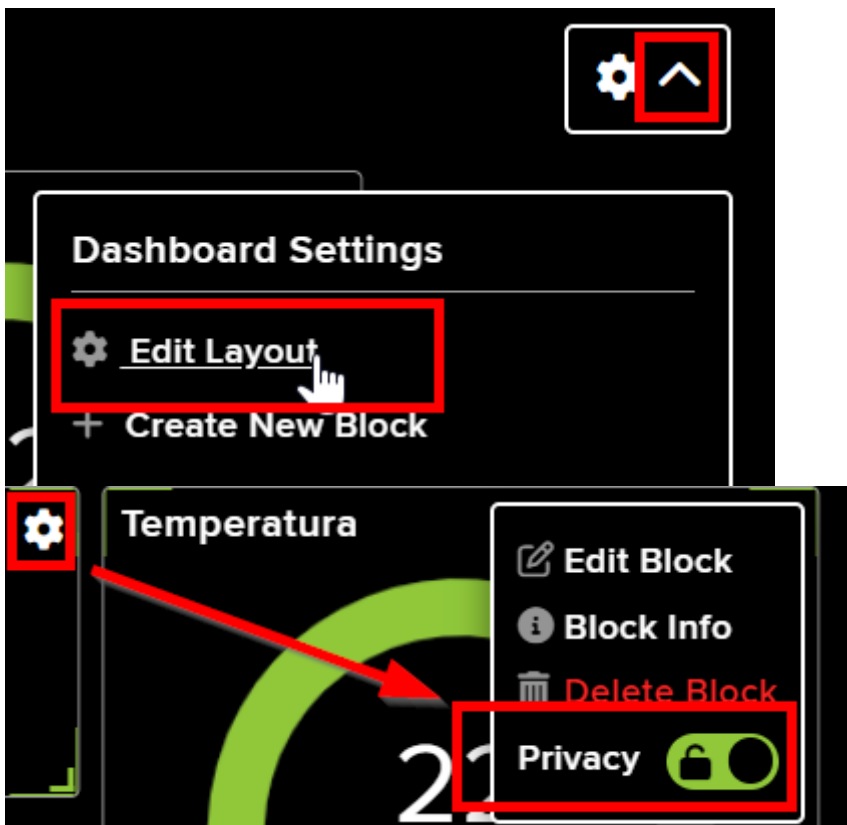 Dashboard Settings
Edit Layout
Create New Block
Temperatura
Edit Block
Block Info
Delete Block
Privacy